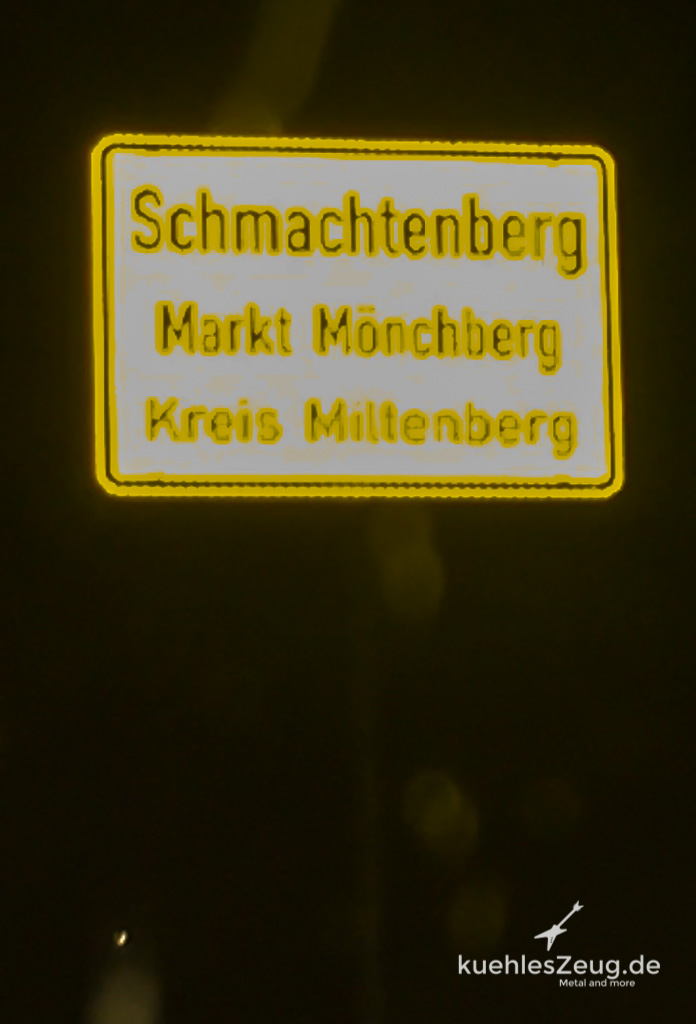 Schmachtenberg
Markt Mönchberg
Kreis Miltenberg
kuehlesZeug.de
Metal and more